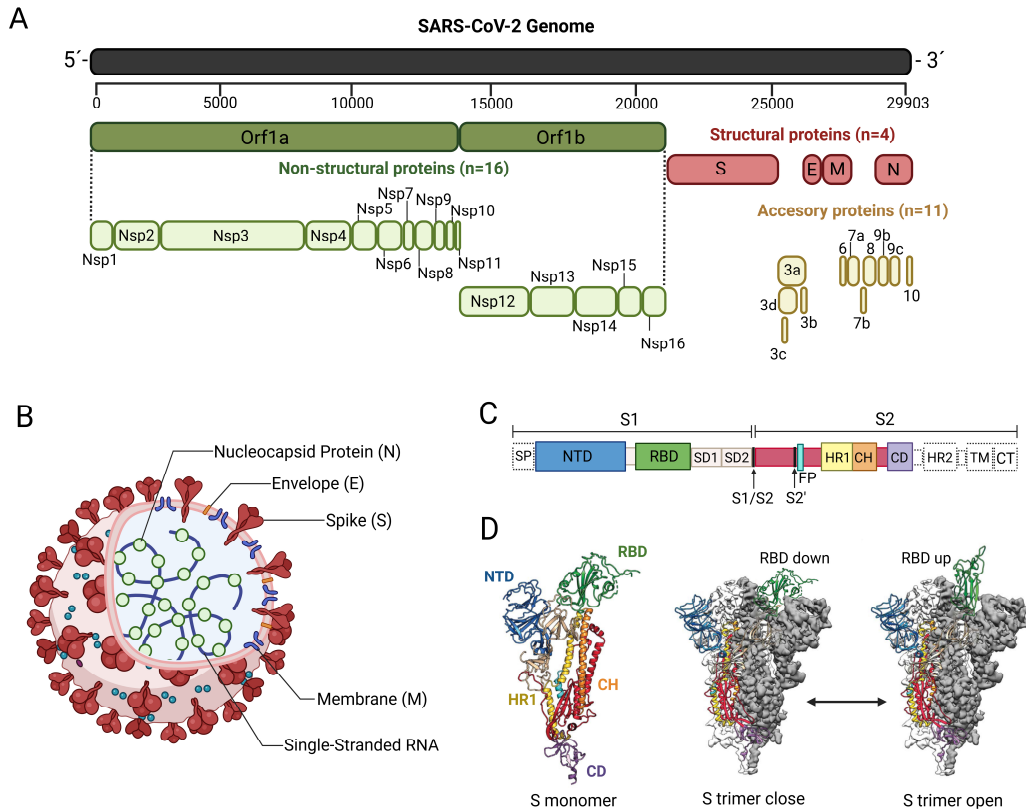 A
SARS-CoV-2 Genome
5´-
- 3´
0 5000 10000 15000 20000 25000 29903
Orf1a Orf1b
Structural proteins (n=4)
S E M N
Non-structural proteins (n=16)
Nsp7 Nsp9
Nsp5 Nsp10
Nsp2 Nsp3 Nsp4
Nsp1 Nsp6 Nsp8 Nsp11
Nsp13 Nsp15
Nsp12
Nsp14 Nsp16
Accesory proteins (n=11)
7a 9b
6 8 9c
3a
3d 10
3b 7b
3c
B
Nucleocapsid Protein (N)
Envelope (E)
Spike (S)
Membrane (M)
Single-Stranded RNA
C
S1 S2
SP NTD RBD SD1 SD2 HR1 CH CD HR2 TM CT
FP
S1/S2 S2'
D
RBD
NTD
HR1
CH
CD
S monomer
RBD down
S trimer close
RBD up
S trimer open